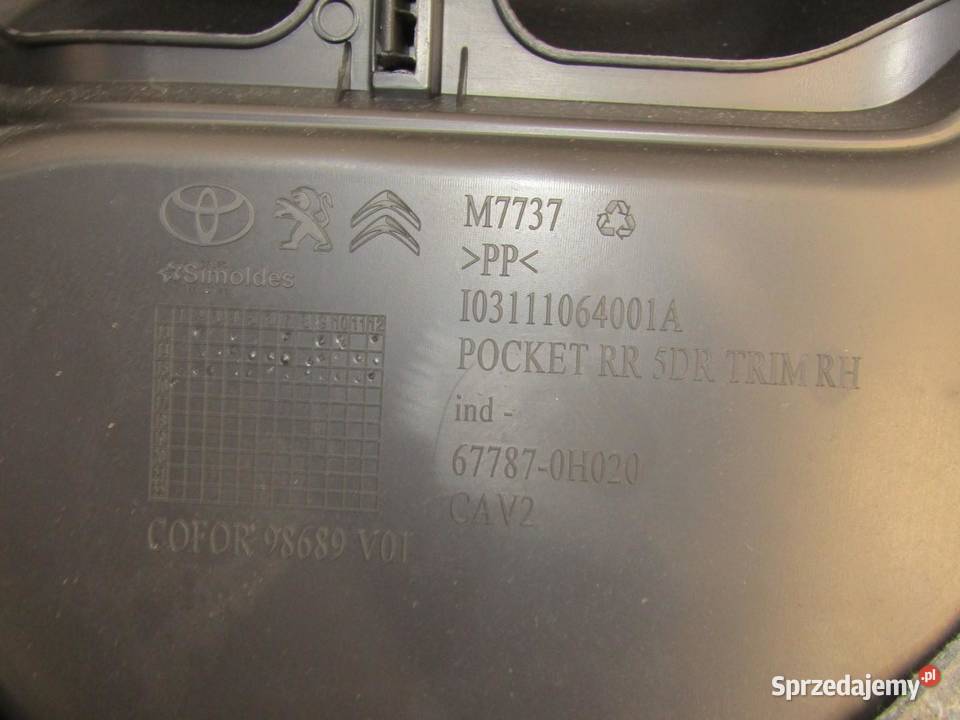 M7737
>PP<
Simoldes
I03111064001A
POCKET RR 5DR TRIM RH
ind -
67787-0H020
CAV2
COFOR 98689 V01
Sprzedajemy.pl